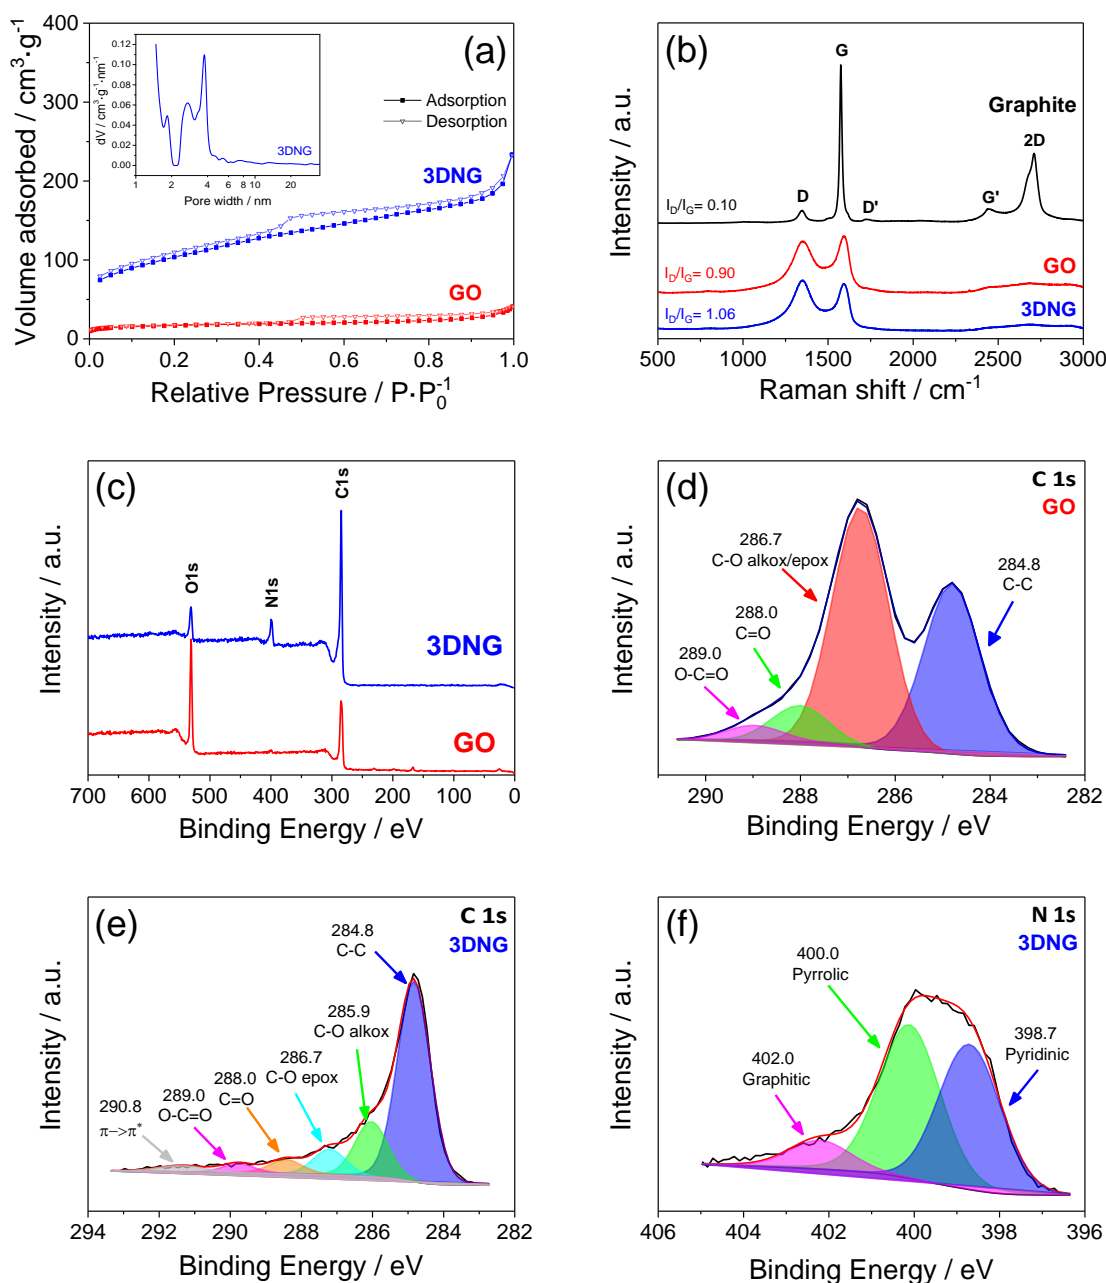 (a)
400
300
200
100
0
Volume adsorbed / cm³·g⁻¹
0.12
0.10
0.08
0.06
0.04
0.02
0.00
dV / cm³·g⁻¹·nm⁻¹
3DNG
1 2 4 6 8 10 20
Pore width / nm
Adsorption
Desorption
3DNG
GO
0.0 0.2 0.4 0.6 0.8 1.0
Relative Pressure / P·P₀⁻¹
(b)
Intensity / a.u.
G
Graphite
2D
D
D'
G'
I_D/I_G= 0.10
GO
I_D/I_G= 0.90
I_D/I_G= 1.06
3DNG
500 1000 1500 2000 2500 3000
Raman shift / cm⁻¹
(c)
Intensity / a.u.
C1s
O1s
N1s
3DNG
GO
700 600 500 400 300 200 100 0
Binding Energy / eV
(d)
C 1s
GO
Intensity / a.u.
286.7
C-O alkox/epox
284.8
C-C
288.0
C=O
289.0
O-C=O
290 288 286 284 282
Binding Energy / eV
(e)
C 1s
3DNG
Intensity / a.u.
284.8
C-C
285.9
C-O alkox
286.7
C-O epox
288.0
C=O
289.0
O-C=O
290.8
π->π*
294 292 290 288 286 284 282
Binding Energy / eV
(f)
N 1s
3DNG
Intensity / a.u.
400.0
Pyrrolic
398.7
Pyridinic
402.0
Graphitic
406 404 402 400 398 396
Binding Energy / eV